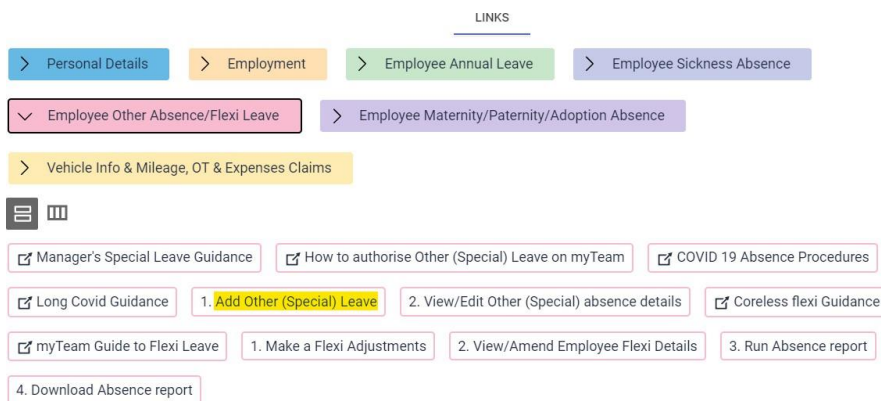 LINKS
Personal Details Employment Employee Annual Leave Employee Sickness Absence
Employee Other Absence/Flexi Leave Employee Maternity/Paternity/Adoption Absence
Vehicle Info & Mileage, OT & Expenses Claims
Manager's Special Leave Guidance How to authorise Other (Special) Leave on myTeam COVID 19 Absence Procedures
Long Covid Guidance 1. Add Other (Special) Leave 2. View/Edit Other (Special) absence details Coreless flexi Guidance
myTeam Guide to Flexi Leave 1. Make a Flexi Adjustments 2. View/Amend Employee Flexi Details 3. Run Absence report
4. Download Absence report